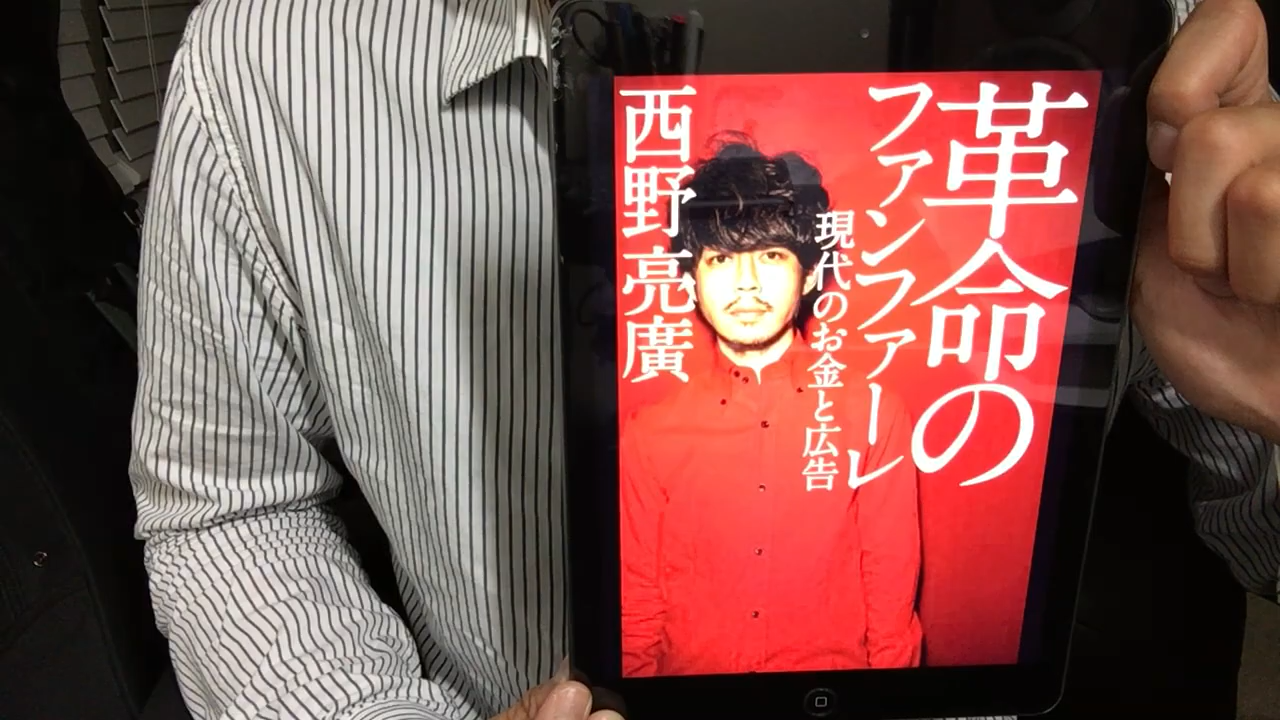 革命の
ファンファーレ
現代のお金と広告
西野亮廣